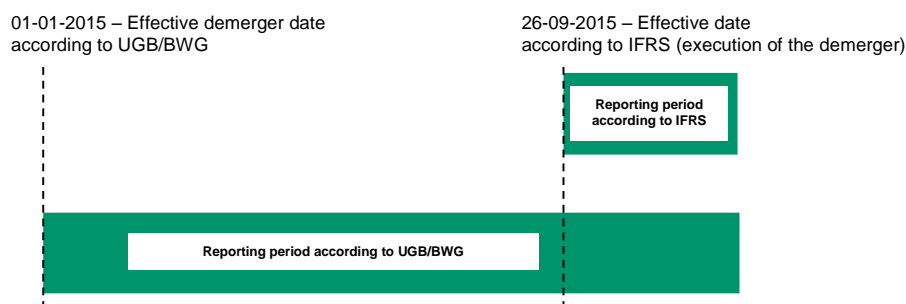 01-01-2015 – Effective demerger date
according to UGB/BWG
26-09-2015 – Effective date
according to IFRS (execution of the demerger)
Reporting period
according to IFRS
Reporting period according to UGB/BWG